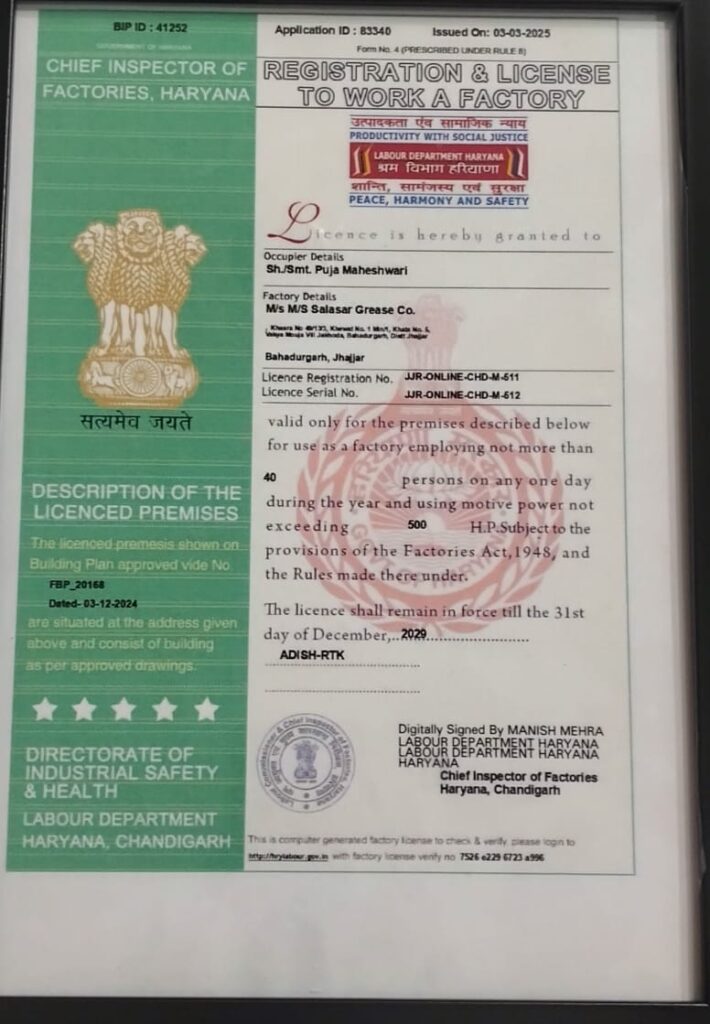 BIP ID : 41252
GOVERNMENT OF HARYANA
CHIEF INSPECTOR OF
FACTORIES, HARYANA
सत्यमेव जयते
DESCRIPTION OF THE
LICENCED PREMISES
The licenced premesis shown on
Building Plan approved vide No
FBP_20168
Dated- 03-12-2024
are situated at the address given
above and consist of building
as per approved drawings.
DIRECTORATE OF
INDUSTRIAL SAFETY
& HEALTH
LABOUR DEPARTMENT
HARYANA, CHANDIGARH
Application ID : 83340 Issued On: 03-03-2025
Form No. 4 (PRESCRIBED UNDER RULE 8)
REGISTRATION & LICENSE
TO WORK A FACTORY
उत्पादकता एंव सामाजिक न्याय
PRODUCTIVITY WITH SOCIAL JUSTICE
LABOUR DEPARTMENT HARYANA
श्रम विभाग हरियाणा
शान्ति, सामंजस्य एवं सुरक्षा
PEACE, HARMONY AND SAFETY
Licence is hereby granted to
Occupier Details
Sh./Smt. Puja Maheshwari
Factory Details
M/s M/S Salasar Grease Co.
Bahadurgarh, Jhajjar
Licence Registration No. JJR-ONLINE-CHD-M-511
Licence Serial No. JJR-ONLINE-CHD-M-512
valid only for the premises described below
for use as a factory employing not more than
40 persons on any one day
during the year and using motive power not
exceeding 500 H.P.Subject to the
provisions of the Factories Act,1948, and
the Rules made there under.
The licence shall remain in force till the 31st
day of December,..2029
ADISH-RTK
Digitally Signed By MANISH MEHRA
LABOUR DEPARTMENT HARYANA
LABOUR DEPARTMENT HARYANA
HARYANA
Chief Inspector of Factories
Haryana, Chandigarh
This is computer generated factory license to check & verify, please login to
http://hrylabour.gov.in with factory license verify no 7526 e229 6723 a996